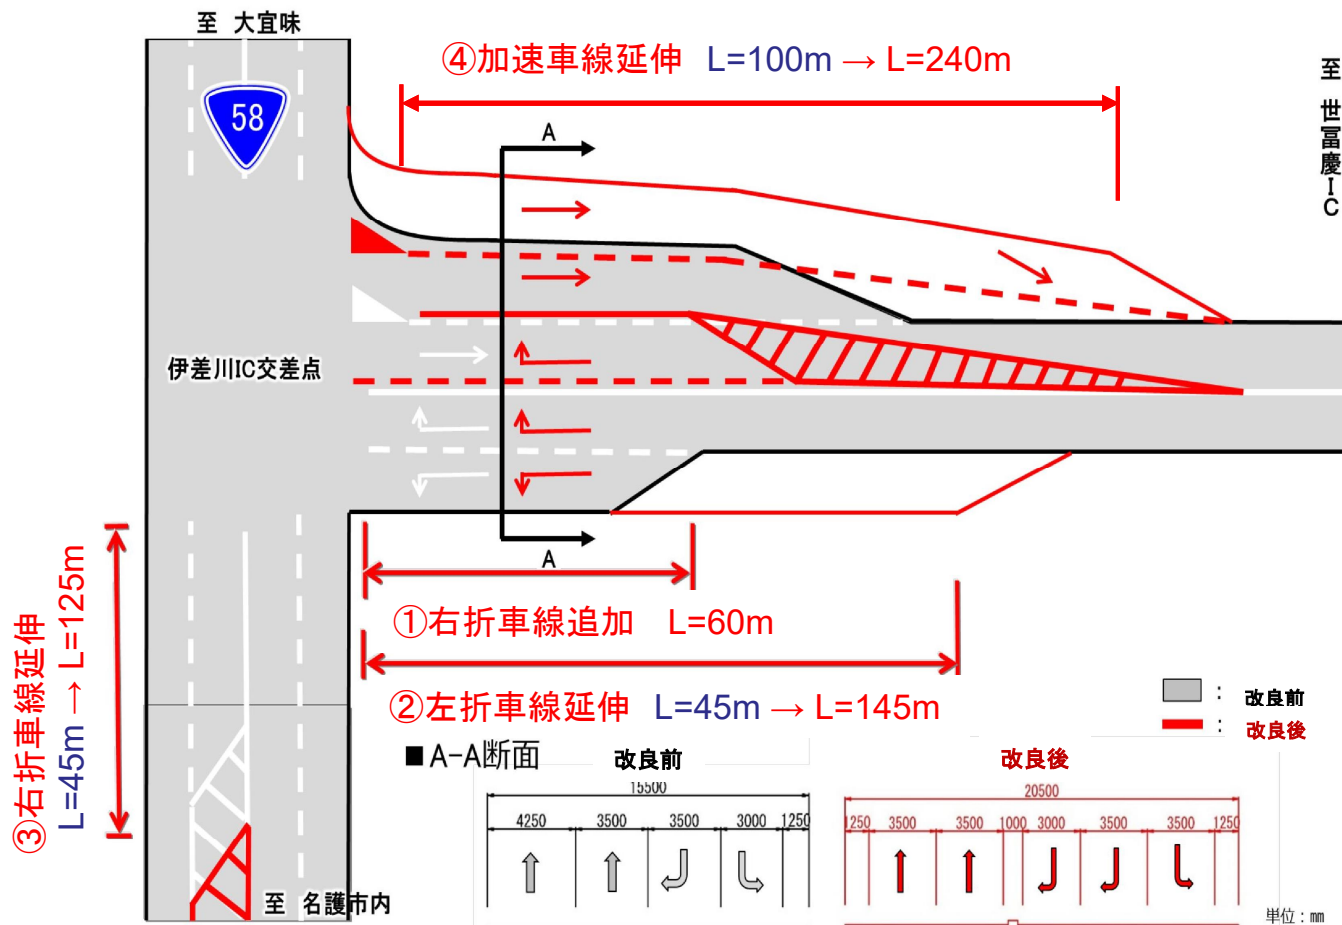 至 大宜味
④加速車線延伸 L=100m → L=240m
至 世冨慶IC
58
A
伊差川IC交差点
A
①右折車線追加 L=60m
②左折車線延伸 L=45m → L=145m
③右折車線延伸
L=45m → L=125m
至 名護市内
: 改良前
: 改良後
■A-A断面
改良前
15500
4250 3500 3500 3000 1250
改良後
20500
1250 3500 3500 1000 3000 3500 3500 1250
単位:mm